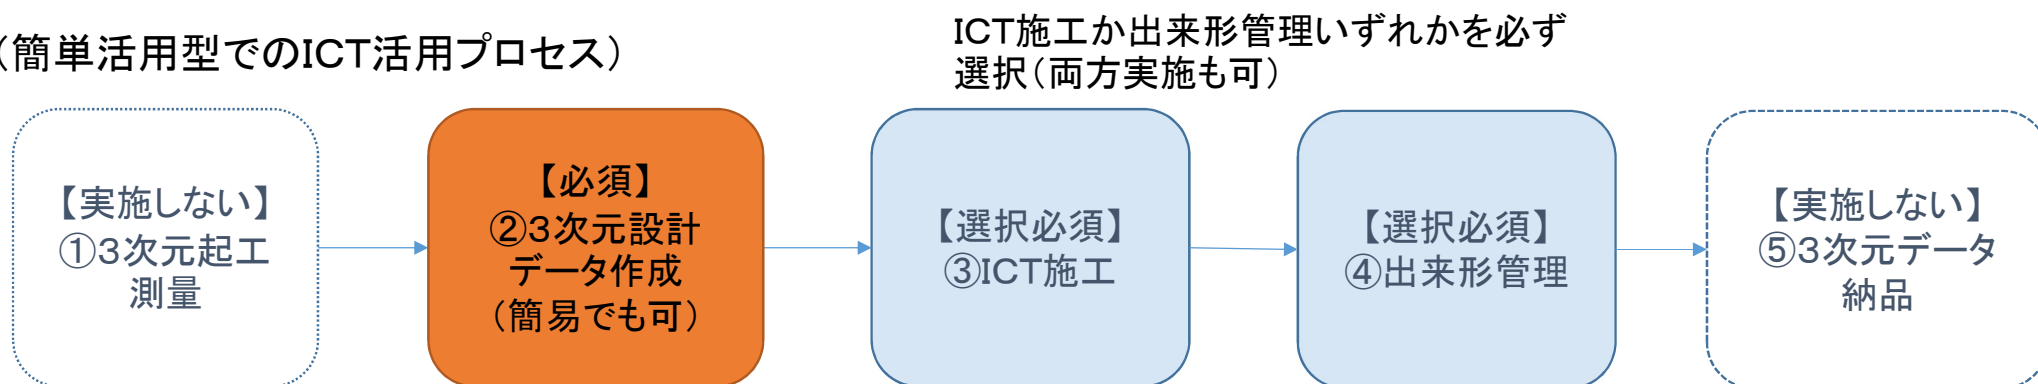 （簡単活用型でのICT活用プロセス）
ICT施工か出来形管理いずれかを必ず
選択（両方実施も可）
【実施しない】
①3次元起工
測量
【必須】
②3次元設計
データ作成
（簡易でも可）
【選択必須】
③ICT施工
【選択必須】
④出来形管理
【実施しない】
⑤3次元データ
納品